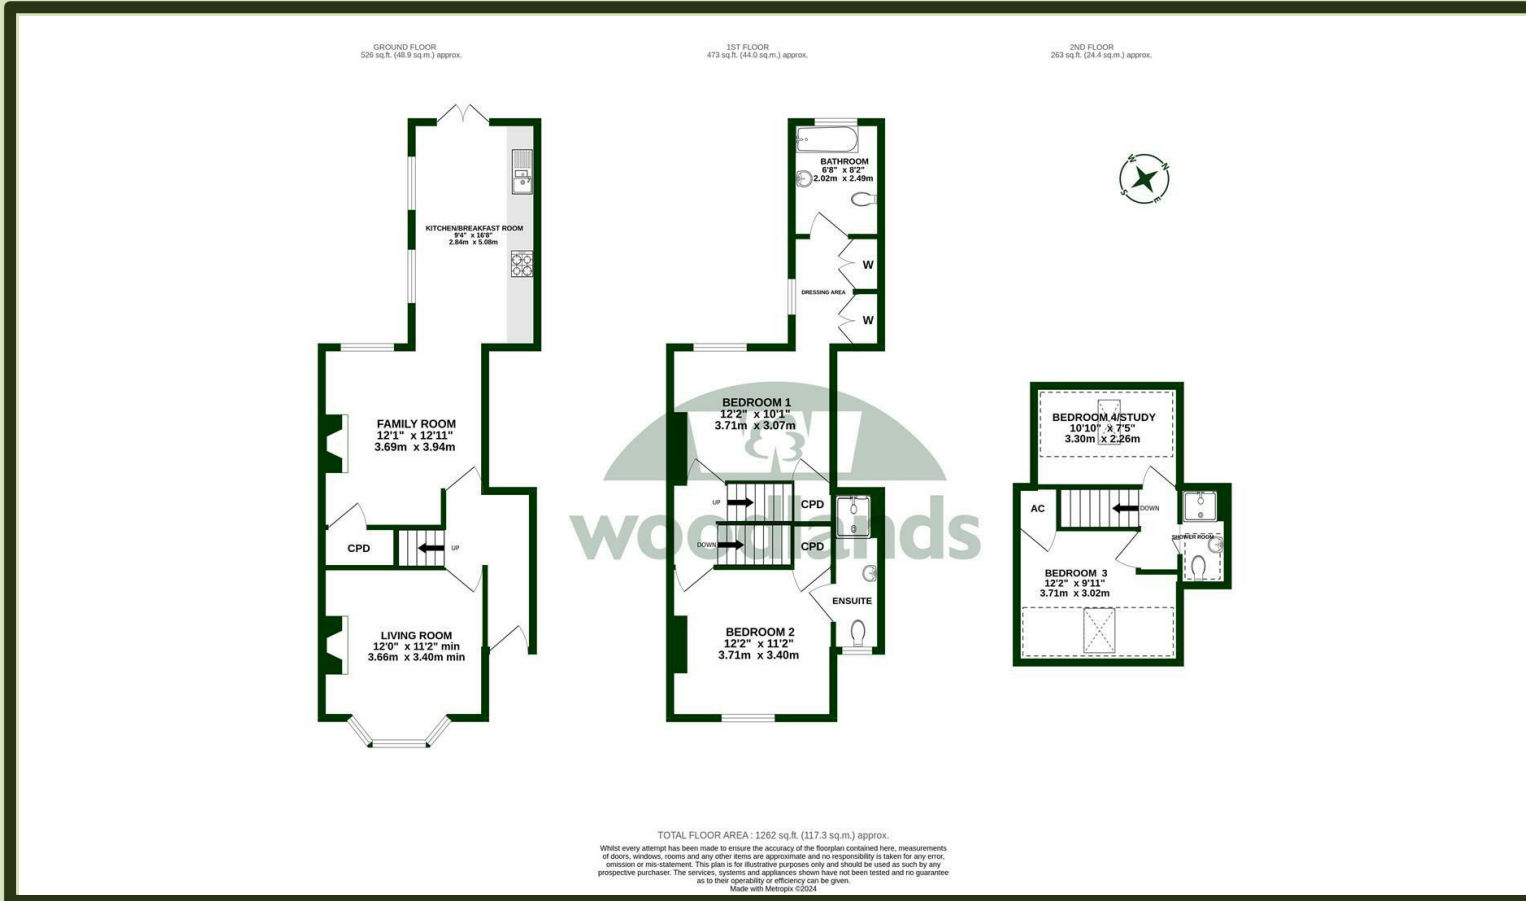 GROUND FLOOR
526 sq.ft. (48.9 sq.m.) approx.
1ST FLOOR
473 sq.ft. (44.0 sq.m.) approx.
2ND FLOOR
263 sq.ft. (24.4 sq.m.) approx.
KITCHEN/BREAKFAST ROOM
9'4" x 16'8"
2.84m x 5.08m
FAMILY ROOM
12'1" x 12'11"
3.69m x 3.94m
CPD
UP
LIVING ROOM
12'0" x 11'2" min
3.66m x 3.40m min
BATHROOM
6'8" x 8'2"
2.02m x 2.49m
W
DRESSING AREA
W
BEDROOM 1
12'2" x 10'1"
3.71m x 3.07m
UP
CPD
DOWN
CPD
ENSUITE
BEDROOM 2
12'2" x 11'2"
3.71m x 3.40m
woodlands
W
N
S
E
BEDROOM 4/STUDY
10'10" x 7'5"
3.30m x 2.26m
AC
DOWN
SHOWER ROOM
BEDROOM 3
12'2" x 9'11"
3.71m x 3.02m
TOTAL FLOOR AREA : 1262 sq.ft. (117.3 sq.m.) approx.
Whilst every attempt has been made to ensure the accuracy of the floorplan contained here, measurements
of doors, windows, rooms and any other items are approximate and no responsibility is taken for any error,
omission or mis-statement. This plan is for illustrative purposes only and should be used as such by any
prospective purchaser. The services, systems and appliances shown have not been tested and no guarantee
as to their operability or efficiency can be given.
Made with Metropix ©2024